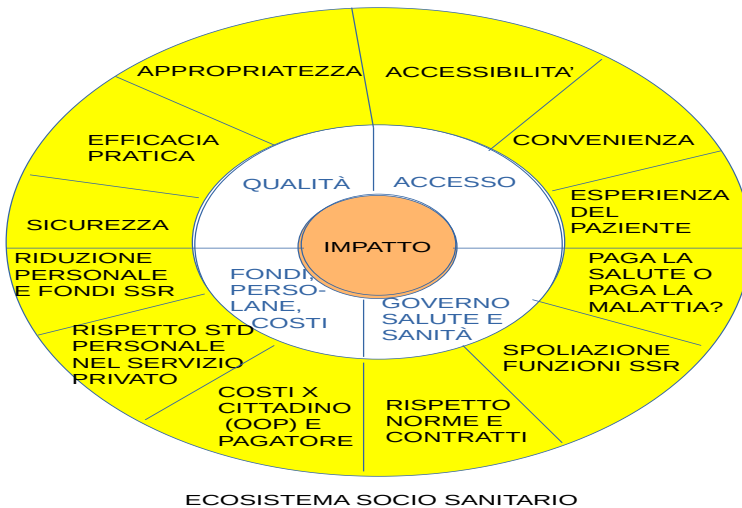 APPROPRIATEZZA
ACCESSIBILITA'
EFFICACIA
PRATICA
CONVENIENZA
QUALITÀ
ACCESSO
SICUREZZA
ESPERIENZA
DEL
PAZIENTE
IMPATTO
RIDUZIONE
PERSONALE
E FONDI SSR
FONDI,
PERSO-
LANE,
COSTI
GOVERNO
SALUTE E
SANITÀ
PAGA LA
SALUTE O
PAGA LA
MALATTIA?
RISPETTO STD
PERSONALE
NEL SERVIZIO
PRIVATO
SPOLIAZIONE
FUNZIONI SSR
COSTI X
CITTADINO
(OOP) E
PAGATORE
RISPETTO
NORME E
CONTRATTI
ECOSISTEMA SOCIO SANITARIO